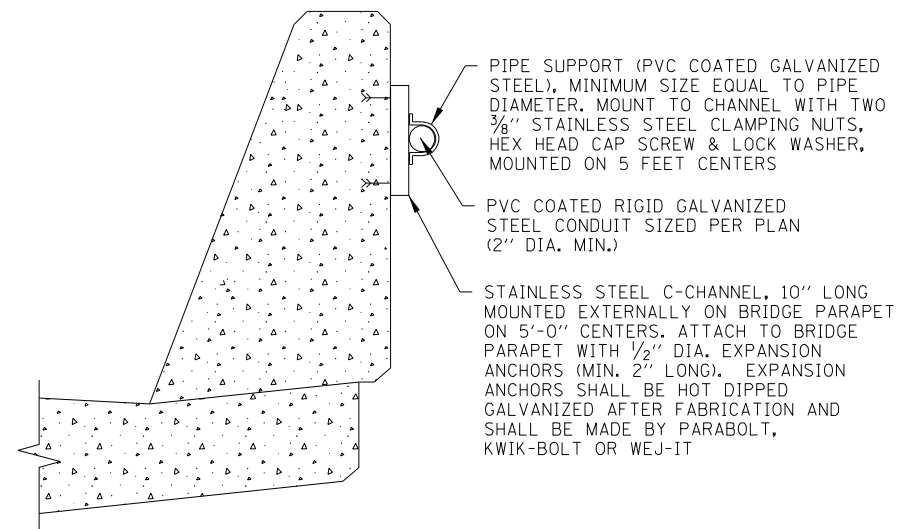 PIPE SUPPORT (PVC COATED GALVANIZED
STEEL), MINIMUM SIZE EQUAL TO PIPE
DIAMETER. MOUNT TO CHANNEL WITH TWO
3/8" STAINLESS STEEL CLAMPING NUTS,
HEX HEAD CAP SCREW & LOCK WASHER,
MOUNTED ON 5 FEET CENTERS
PVC COATED RIGID GALVANIZED
STEEL CONDUIT SIZED PER PLAN
(2" DIA. MIN.)
STAINLESS STEEL C-CHANNEL, 10" LONG
MOUNTED EXTERNALLY ON BRIDGE PARAPET
ON 5'-0" CENTERS. ATTACH TO BRIDGE
PARAPET WITH 1/2" DIA. EXPANSION
ANCHORS (MIN. 2" LONG). EXPANSION
ANCHORS SHALL BE HOT DIPPED
GALVANIZED AFTER FABRICATION AND
SHALL BE MADE BY PARABOLT,
KWIK-BOLT OR WEJ-IT